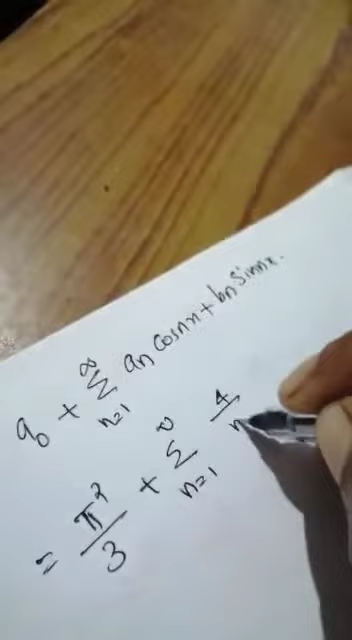 a₀ + ∞ Σ n=1 an cosnx + bn sinnx.
= π²/3 + ∞ Σ n=1 4/n